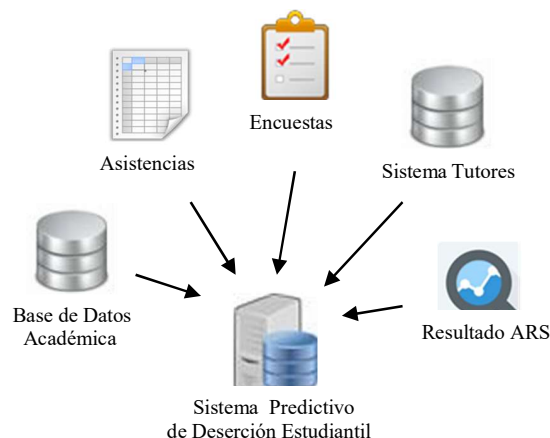 Encuestas
Asistencias
Sistema Tutores
Base de Datos
Académica
Resultado ARS
Sistema Predictivo
de Deserción Estudiantil